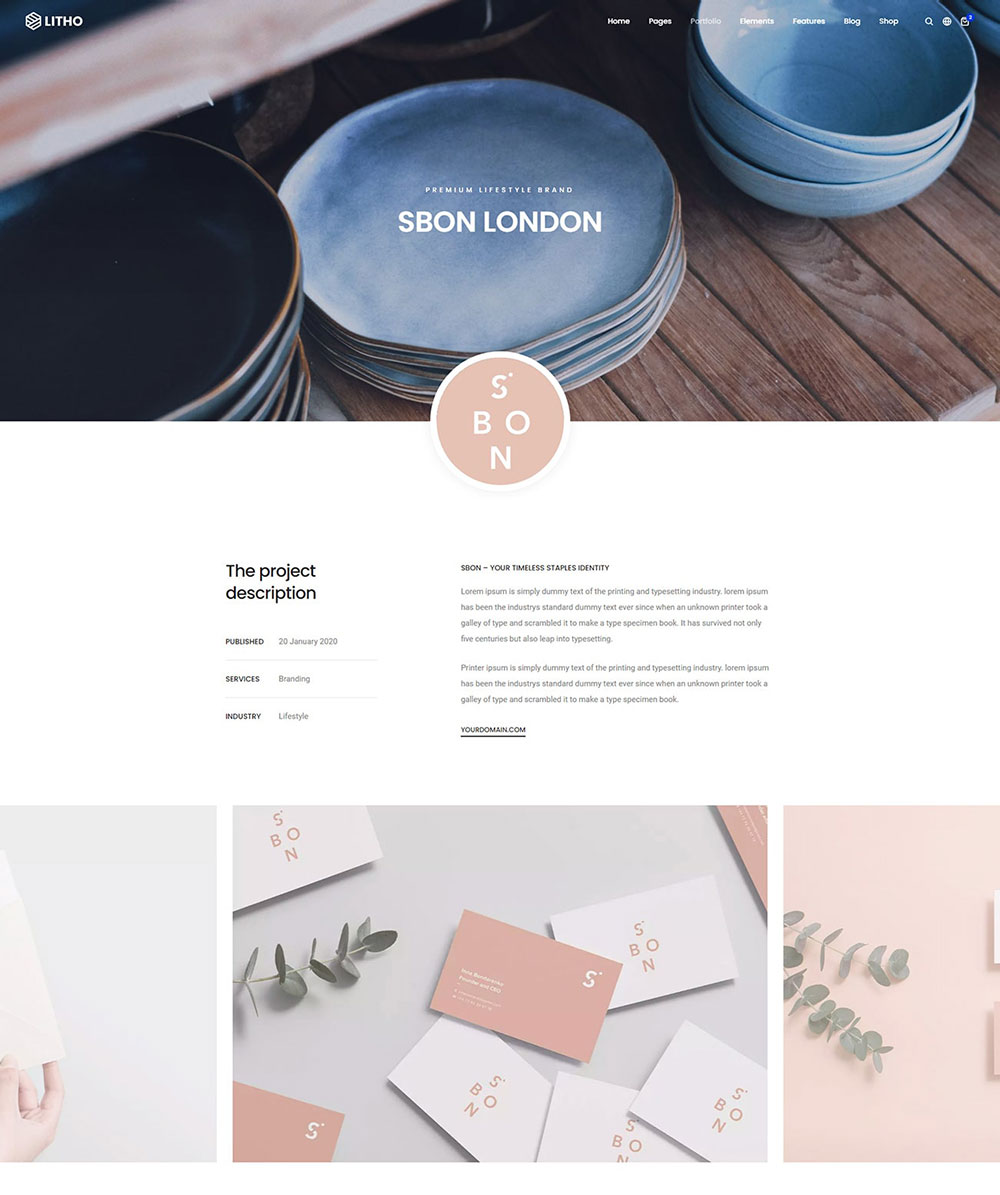 LITHO
Home Pages Portfolio Elements Features Blog Shop
2
PREMIUM LIFESTYLE BRAND
SBON LONDON
S
B O
N
The project
description
PUBLISHED 20 January 2020
SERVICES Branding
INDUSTRY Lifestyle
SBON – YOUR TIMELESS STAPLES IDENTITY
Lorem ipsum is simply dummy text of the printing and typesetting industry. lorem ipsum
has been the industrys standard dummy text ever since when an unknown printer took a
galley of type and scrambled it to make a type specimen book. It has survived not only
five centuries but also leap into typesetting.
Printer ipsum is simply dummy text of the printing and typesetting industry. lorem ipsum
has been the industrys standard dummy text ever since when an unknown printer took a
galley of type and scrambled it to make a type specimen book.
YOURDOMAIN.COM
S
B O
N
S
B O
N
Founder and CEO
S
S
B O
N
S
B O
N
S
B O
N
S